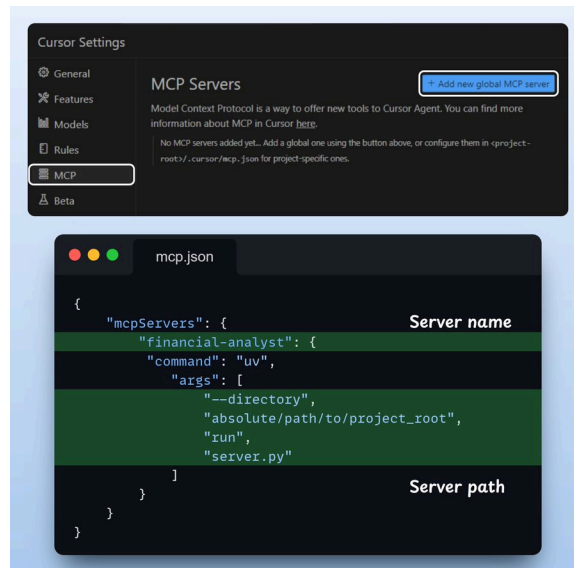 Cursor Settings
General
Features
Models
Rules
MCP
Beta
MCP Servers
+ Add new global MCP server
Model Context Protocol is a way to offer new tools to Cursor Agent. You can find more
information about MCP in Cursor here.
No MCP servers added yet... Add a global one using the button above, or configure them in <project-
root>/.cursor/mcp.json for project-specific ones.
mcp.json
{
"mcpServers": {
Server name
"financial-analyst": {
"command": "uv",
"args": [
"--directory",
"absolute/path/to/project_root",
"run",
"server.py"
]
}
Server path
}
}